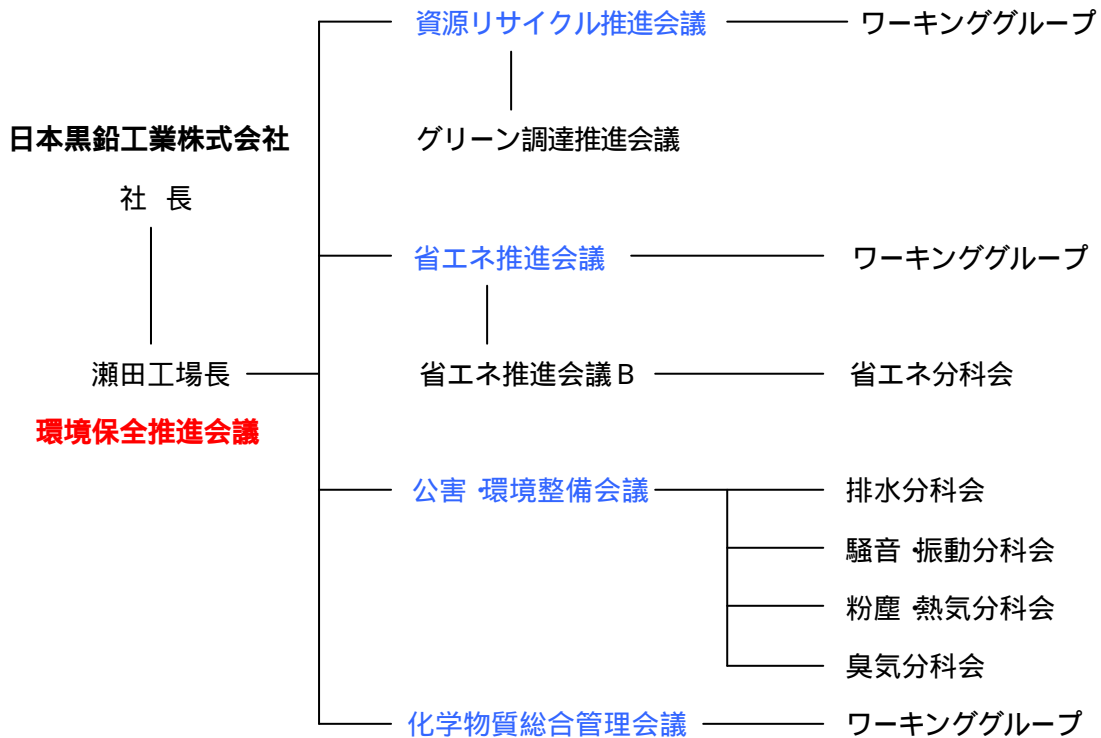 資源リサイクル推進会議 ワーキンググループ
日本黒鉛工業株式会社 グリーン調達推進会議
社 長
省エネ推進会議 ワーキンググループ
瀬田工場長 省エネ推進会議B 省エネ分科会
環境保全推進会議
公害・環境整備会議 排水分科会
騒音・振動分科会
粉塵・熱気分科会
臭気分科会
化学物質総合管理会議 ワーキンググループ